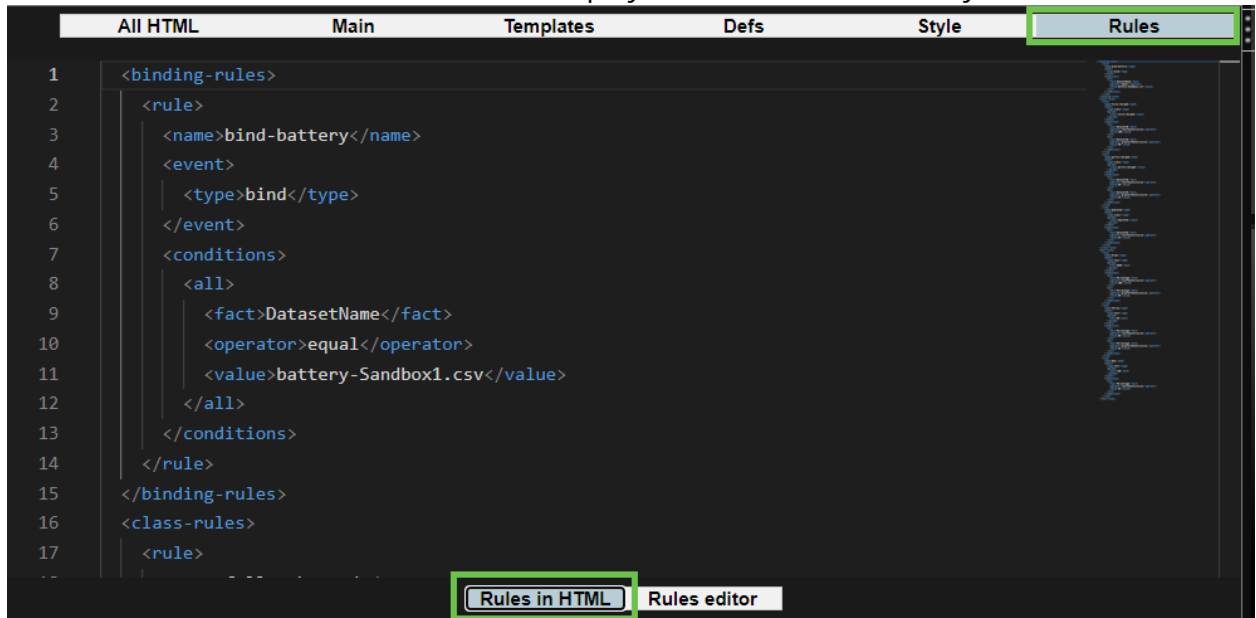 All HTML Main Templates Defs Style Rules
1 <binding-rules>
2 <rule>
3 <name>bind-battery</name>
4 <event>
5 <type>bind</type>
6 </event>
7 <conditions>
8 <all>
9 <fact>DatasetName</fact>
10 <operator>equal</operator>
11 <value>battery-Sandbox1.csv</value>
12 </all>
13 </conditions>
14 </rule>
15 </binding-rules>
16 <class-rules>
17 <rule>
Rules in HTML Rules editor